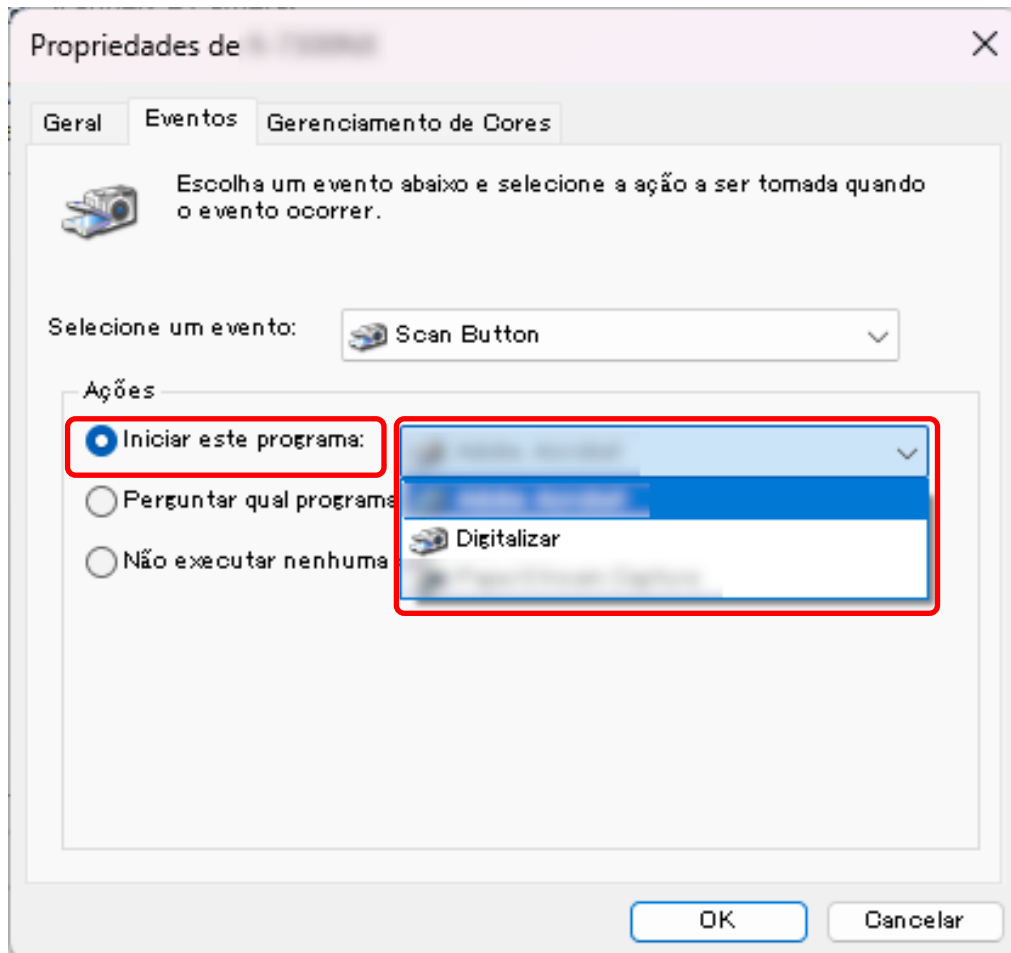 Propriedades de
Geral
Eventos
Gerenciamento de Cores
Escolha um evento abaixo e selecione a ação a ser tomada quando
o evento ocorrer.
Selecione um evento:
Scan Button
Ações
Iniciar este programa:
Perguntar qual programa
Digitalizar
Não executar nenhuma
OK
Cancelar